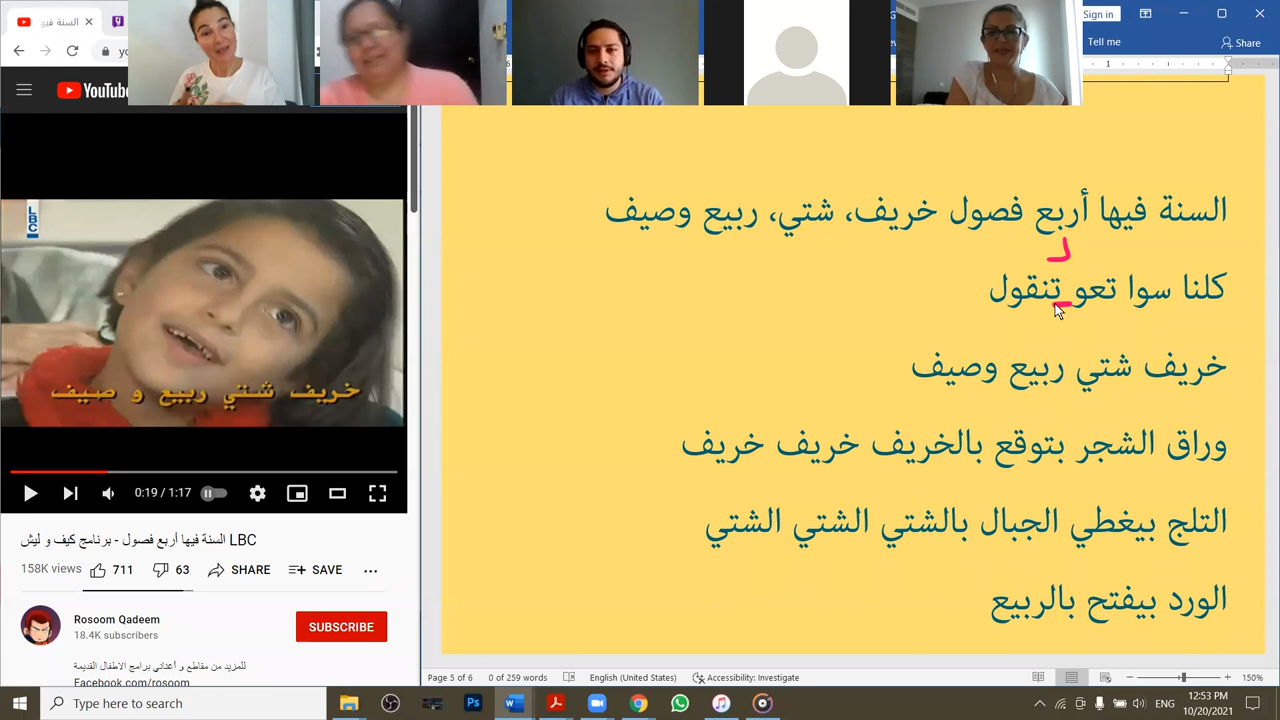 السنة فيها
Sign in
Tell me
Share
YouTube
السنة فيها أربع فصول خريف، شتي، ربيع وصيف
كلنا سوا تعو تنقول
خريف شتي ربيع وصيف
وراق الشجر بتوقع بالخريف خريف خريف
التلج بيغطي الجبال بالشتي الشتي الشتي
الورد بيفتح بالربيع
LBC
خريف شتي ربيع و صيف
0:19 / 1:17
السنة فيها أربع فصول - برنامج كيف و ليش LBC
158K views
711
63
SHARE
SAVE
Rosoom Qadeem
18.4K subscribers
SUBSCRIBE
للمزيد من مقاطع و أغاني برامج الاطفال القديمة
Facebook.com/rosoom
Page 5 of 6
0 of 259 words
English (United States)
Accessibility: Investigate
150%
Type here to search
ENG
12:53 PM
10/20/2021